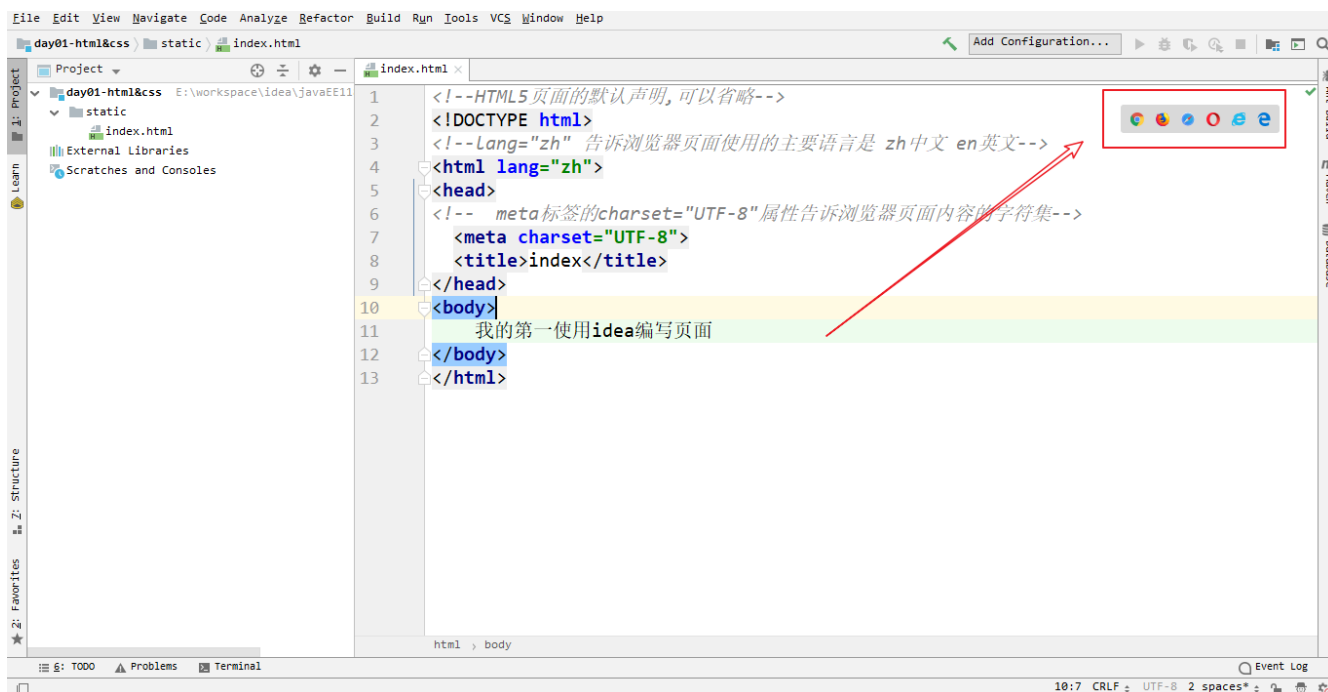 File Edit View Navigate Code Analyze Refactor Build Run Tools VCS Window Help
day01-html&css static index.html
Add Configuration...
Project
index.html
1: Project
Learn
Z: Structure
2: Favorites
day01-html&css E:\workspace\idea\javaEE11
static
index.html
External Libraries
Scratches and Consoles
1 <!--HTML5页面的默认声明,可以省略-->
2 <!DOCTYPE html>
3 <!--Lang="zh" 告诉浏览器页面使用的主要语言是 zh中文 en英文-->
4 <html lang="zh">
5 <head>
6 <!-- meta标签的charset="UTF-8"属性告诉浏览器页面内容的字符集-->
7 <meta charset="UTF-8">
8 <title>index</title>
9 </head>
10 <body>
11 我的第一使用idea编写页面
12 </body>
13 </html>
html › body
6: TODO Problems Terminal
Event Log
10:7 CRLF UTF-8 2 spaces*